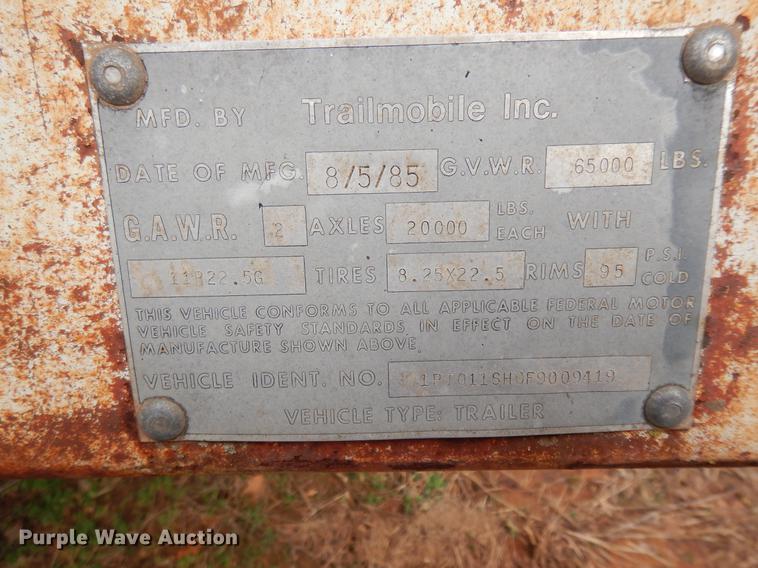 MFD. BY Trailmobile Inc.
DATE OF MFG. 8/5/85 G.V.W.R. 65000 LBS.
G.A.W.R. 2 AXLES 20000 LBS. EACH WITH
11R22.5G TIRES 8.25X22.5 RIMS 95 P.S.I. COLD
THIS VEHICLE CONFORMS TO ALL APPLICABLE FEDERAL MOTOR
VEHICLE SAFETY STANDARDS IN EFFECT ON THE DATE OF
MANUFACTURE SHOWN ABOVE.
VEHICLE IDENT. NO.
VEHICLE TYPE: TRAILER
Purple Wave Auction